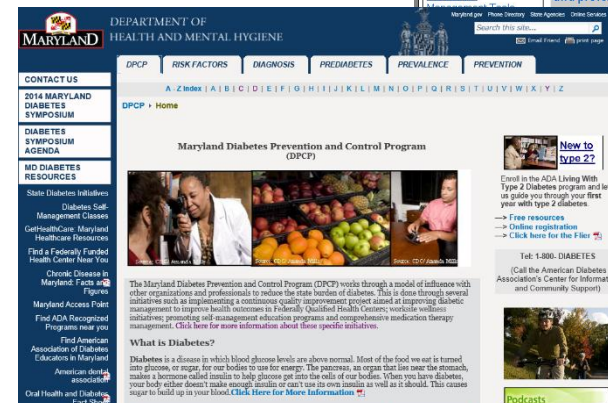 Management Tools
and
Maryland.gov Phone Directory State Agencies Online Services
MARYLAND
DEPARTMENT OF
HEALTH AND MENTAL HYGIENE
Search this site...
Email Friend print page
DPCP RISK FACTORS DIAGNOSIS PREDIABETES PREVALENCE PREVENTION
A - Z Index | A | B | C | D | E | F | G | H | I | J | K | L | M | N | O | P | Q | R | S | T | U | V | W | X | Y | Z
DPCP Home
CONTACT US
2014 MARYLAND
DIABETES
SYMPOSIUM
DIABETES
SYMPOSIUM
AGENDA
MD DIABETES
RESOURCES
State Diabetes Initiatives
Diabetes Self-
Management Classes
GetHealthCare: Maryland
Healthcare Resources
Find a Federally Funded
Health Center Near You
Chronic Disease in
Maryland: Facts and
Figures
Maryland Access Point
Find ADA Recognized
Programs near you
Find American
Association of Diabetes
Educators in Maryland
American dental
association
Oral Health and Diabetes
Fact Sheet
Maryland Diabetes Prevention and Control Program
(DPCP)
The Maryland Diabetes Prevention and Control Program (DPCP) works through a model of influence with
other organizations and professionals to reduce the state burden of diabetes. This is done through several
initiatives such as implementing a continuous quality improvement project aimed at improving diabetic
management to improve health outcomes in Federally Qualified Health Centers; worksite wellness
initiatives; promoting self-management education programs and comprehensive medication therapy
management. Click here for more information about these specific initiatives.
What is Diabetes?
Diabetes is a disease in which blood glucose levels are above normal. Most of the food we eat is turned
into glucose, or sugar, for our bodies to use for energy. The pancreas, an organ that lies near the stomach,
makes a hormone called insulin to help glucose get into the cells of our bodies. When you have diabetes,
your body either doesn't make enough insulin or can't use its own insulin as well as it should. This causes
sugar to build up in your blood.Click Here for More Information
New to
type 2?
Enroll in the ADA Living With
Type 2 Diabetes program and let
us guide you through your first
year with type 2 diabetes.
Free resources
Online registration
Click here for the Flier
Tel: 1-800- DIABETES
(Call the American Diabetes
Association's Center for Informat
and Community Support)
Podcasts